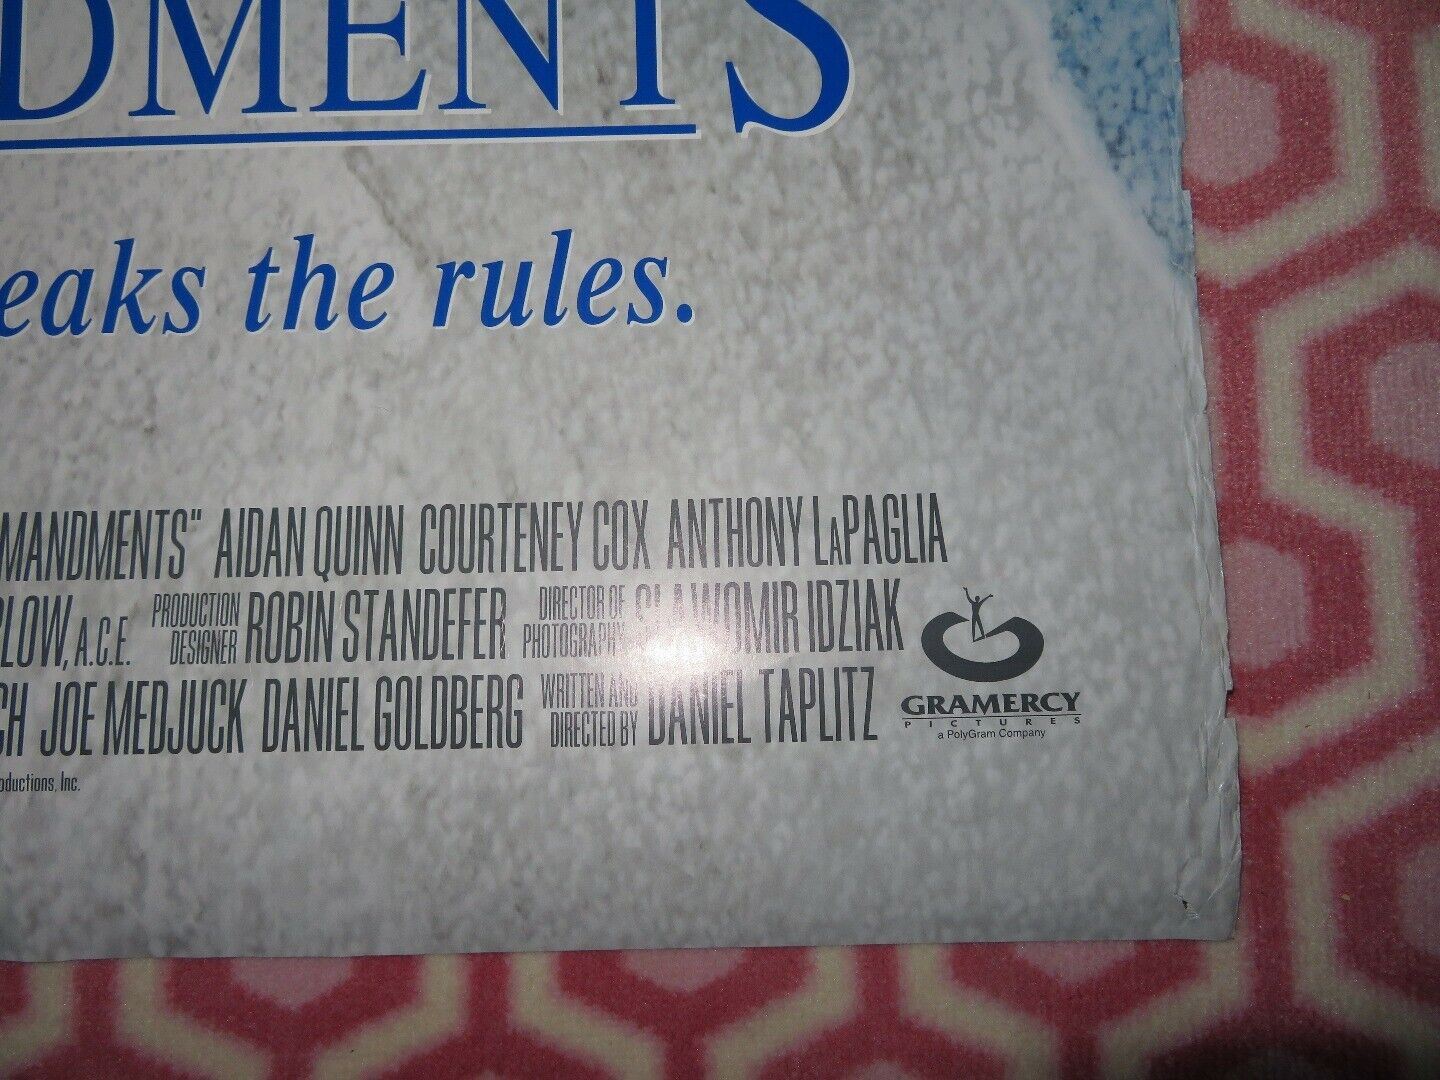 DMENTS
eaks the rules.
MANDMENTS" AIDAN QUINN COURTENEY COX ANTHONY LAPAGLIA
LOW, A.C.E. PRODUCTION DESIGNER ROBIN STANDEFER DIRECTOR OF PHOTOGRAPHY SLAWOMIR IDZIAK
CH JOE MEDJUCK DANIEL GOLDBERG WRITTEN AND DIRECTED BY DANIEL TAPLITZ
oductions, Inc.
GRAMERCY
PICTURES
a PolyGram Company